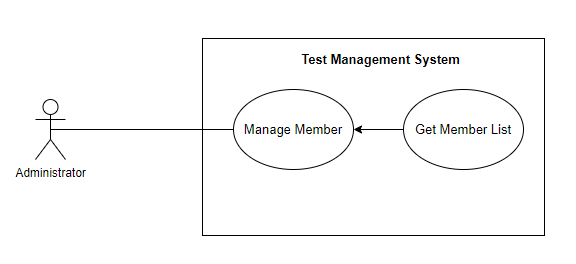 Test Management System
Manage Member
Get Member List
Administrator